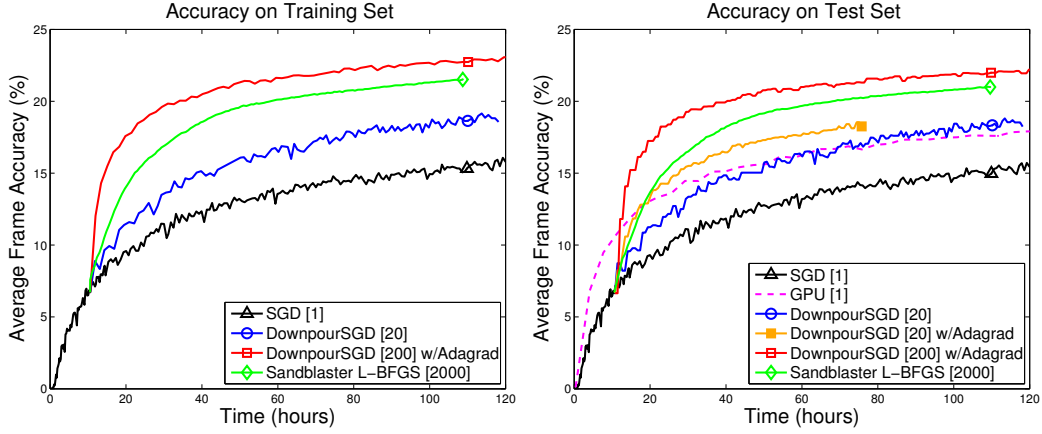 Accuracy on Training Set
Average Frame Accuracy (%)
25
20
15
10
5
0
0 20 40 60 80 100 120
Time (hours)
SGD [1]
DownpourSGD [20]
DownpourSGD [200] w/Adagrad
Sandblaster L−BFGS [2000]
Accuracy on Test Set
Average Frame Accuracy (%)
25
20
15
10
5
0
0 20 40 60 80 100 120
Time (hours)
SGD [1]
GPU [1]
DownpourSGD [20]
DownpourSGD [20] w/Adagrad
DownpourSGD [200] w/Adagrad
Sandblaster L−BFGS [2000]